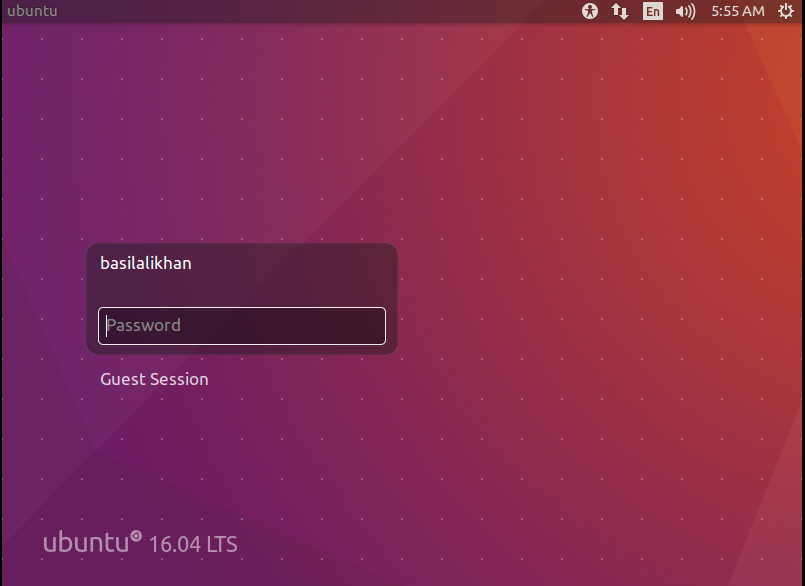 ubuntu
En
5:55 AM
basilalikhan
Password
Guest Session
ubuntu 16.04 LTS